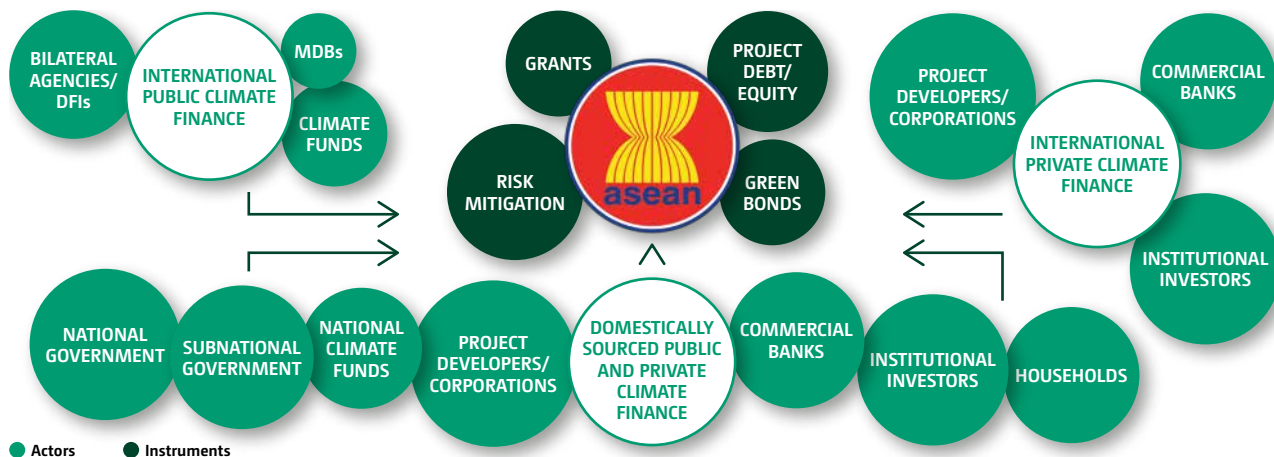 BILATERAL
AGENCIES/
DFIs
INTERNATIONAL
PUBLIC CLIMATE
FINANCE
MDBs
CLIMATE
FUNDS
GRANTS
PROJECT
DEBT/
EQUITY
RISK
MITIGATION
asean
GREEN
BONDS
PROJECT
DEVELOPERS/
CORPORATIONS
COMMERCIAL
BANKS
INTERNATIONAL
PRIVATE CLIMATE
FINANCE
INSTITUTIONAL
INVESTORS
NATIONAL
GOVERNMENT
SUBNATIONAL
GOVERNMENT
NATIONAL
CLIMATE
FUNDS
PROJECT
DEVELOPERS/
CORPORATIONS
DOMESTICALLY
SOURCED PUBLIC
AND PRIVATE
CLIMATE
FINANCE
COMMERCIAL
BANKS
INSTITUTIONAL
INVESTORS
HOUSEHOLDS
Actors
Instruments